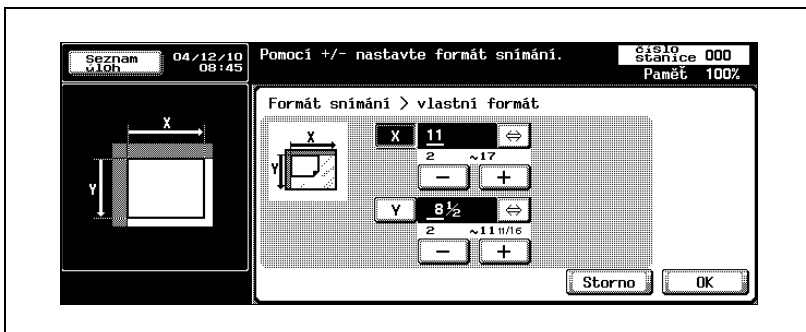 Seznam
úloh
04/12/10
08:45
Pomocí +/- nastavte formát snímání.
číslo
stanice 000
Paměť 100%
X
Y
Formát snímání > vlastní formát
X
Y
X 11 ⇔
2 ~17
− +
Y 8½ ⇔
2 ~11 11/16
− +
Storno OK